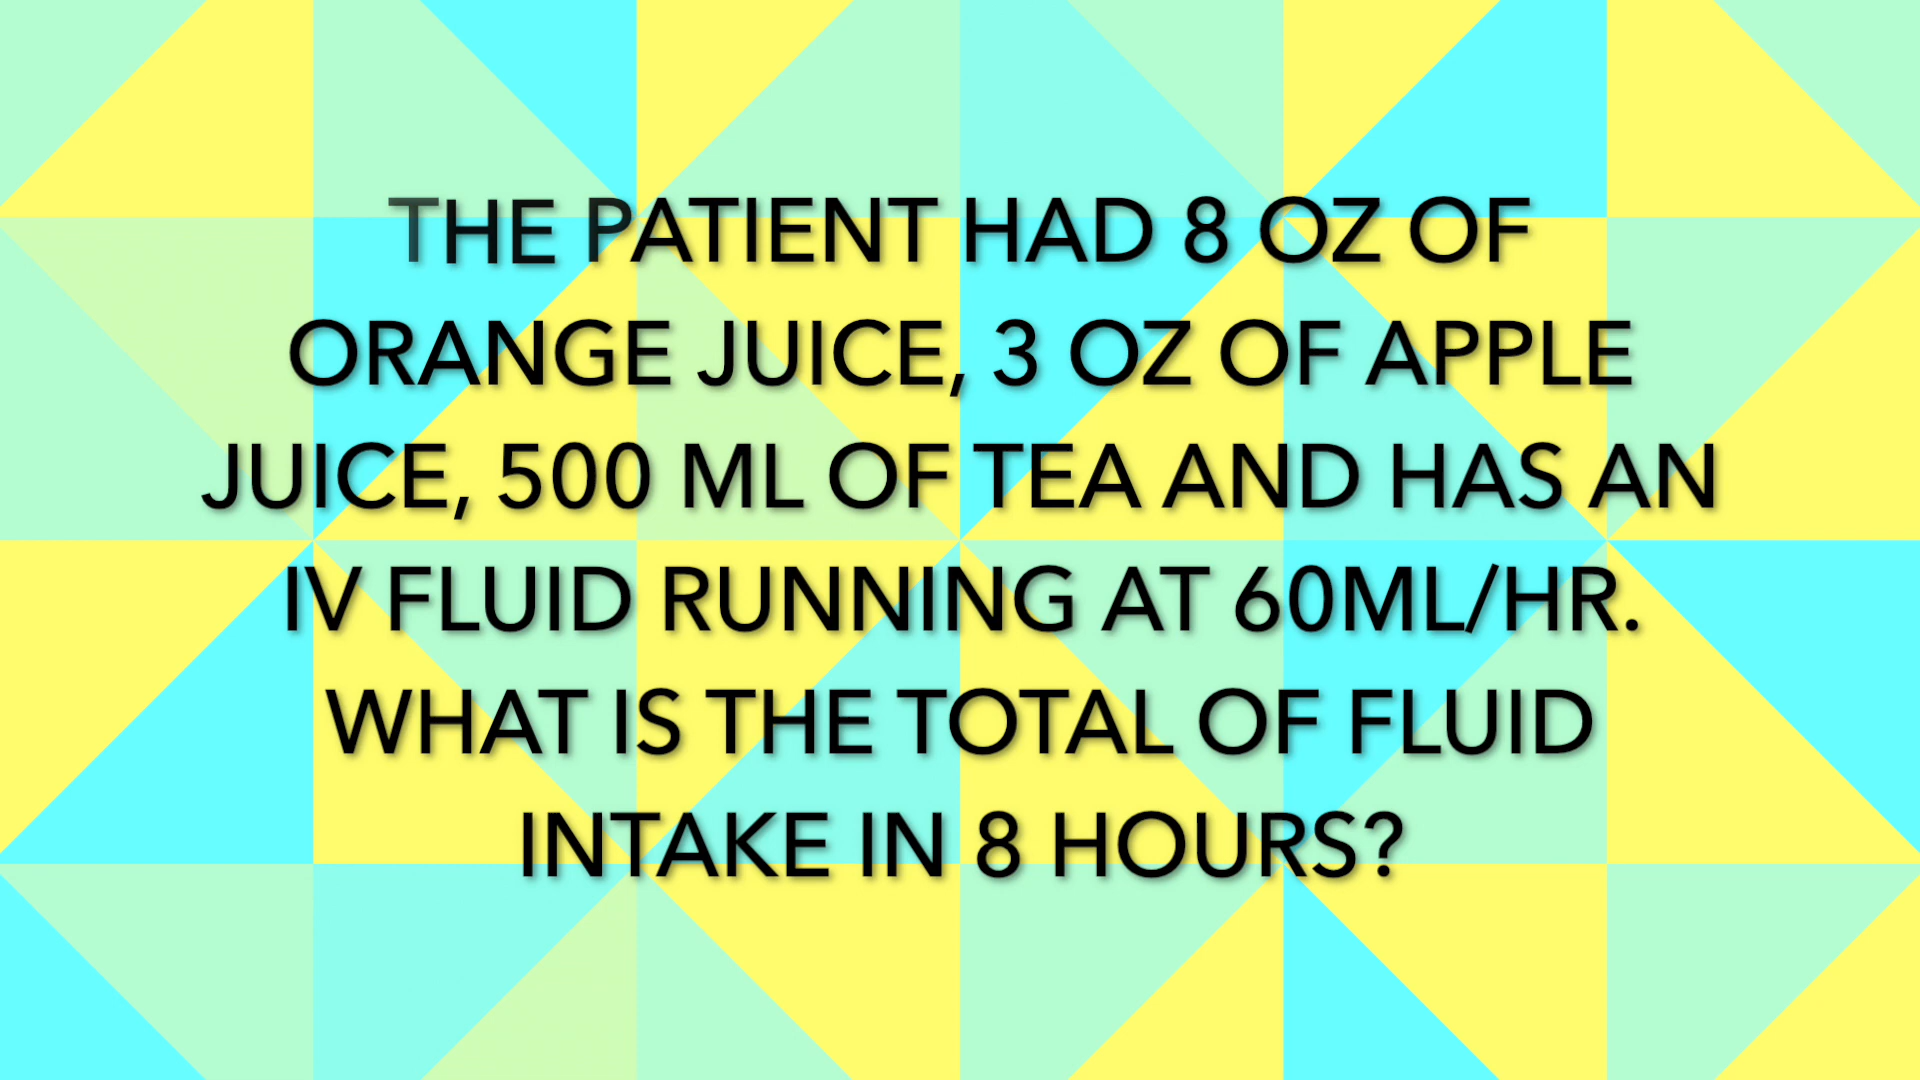 THE PATIENT HAD 8 OZ OF
ORANGE JUICE, 3 OZ OF APPLE
JUICE, 500 ML OF TEA AND HAS AN
IV FLUID RUNNING AT 60ML/HR.
WHAT IS THE TOTAL OF FLUID
INTAKE IN 8 HOURS?